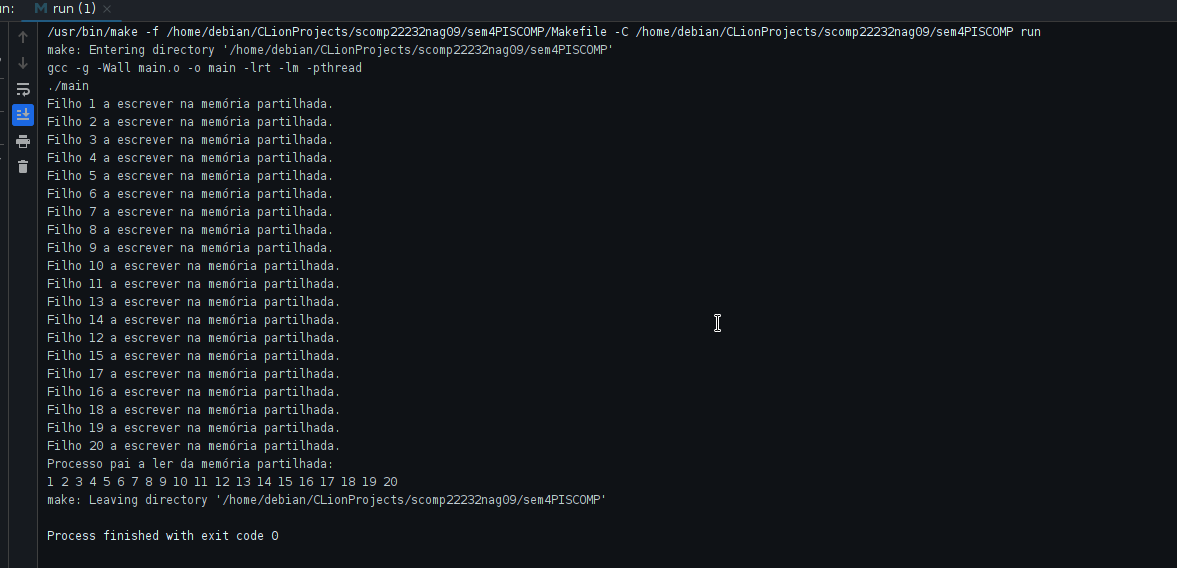 un:
run (1)
/usr/bin/make -f /home/debian/CLionProjects/scomp22232nag09/sem4PISCOMP/Makefile -C /home/debian/CLionProjects/scomp22232nag09/sem4PISCOMP run
make: Entering directory '/home/debian/CLionProjects/scomp22232nag09/sem4PISCOMP'
gcc -g -Wall main.o -o main -lrt -lm -pthread
./main
Filho 1 a escrever na memória partilhada.
Filho 2 a escrever na memória partilhada.
Filho 3 a escrever na memória partilhada.
Filho 4 a escrever na memória partilhada.
Filho 5 a escrever na memória partilhada.
Filho 6 a escrever na memória partilhada.
Filho 7 a escrever na memória partilhada.
Filho 8 a escrever na memória partilhada.
Filho 9 a escrever na memória partilhada.
Filho 10 a escrever na memória partilhada.
Filho 11 a escrever na memória partilhada.
Filho 13 a escrever na memória partilhada.
Filho 14 a escrever na memória partilhada.
Filho 12 a escrever na memória partilhada.
Filho 15 a escrever na memória partilhada.
Filho 17 a escrever na memória partilhada.
Filho 16 a escrever na memória partilhada.
Filho 18 a escrever na memória partilhada.
Filho 19 a escrever na memória partilhada.
Filho 20 a escrever na memória partilhada.
Processo pai a ler da memória partilhada:
1 2 3 4 5 6 7 8 9 10 11 12 13 14 15 16 17 18 19 20
make: Leaving directory '/home/debian/CLionProjects/scomp22232nag09/sem4PISCOMP'
Process finished with exit code 0